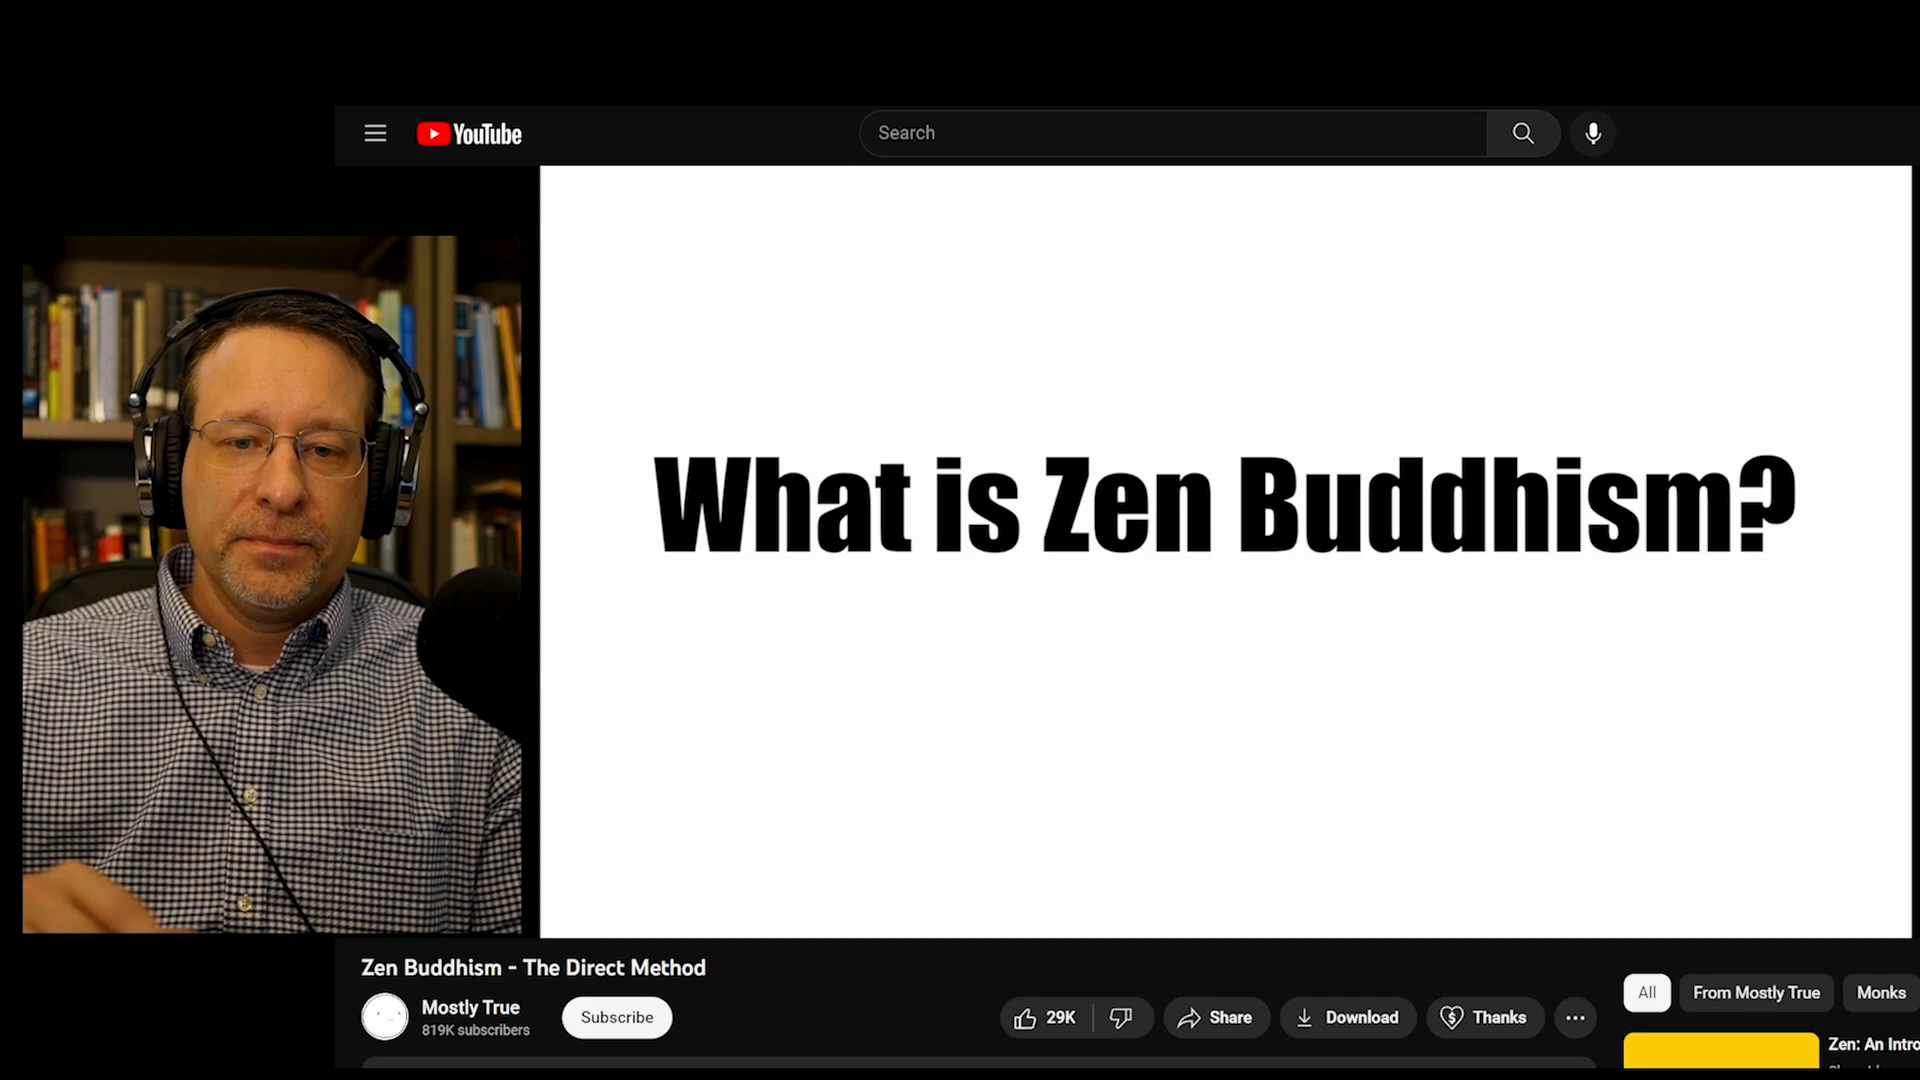 YouTube
Search
What is Zen Buddhism?
Zen Buddhism - The Direct Method
Mostly True
819K subscribers
Subscribe
29K
Share
Download
Thanks
All
From Mostly True
Monks
Zen: An Intro